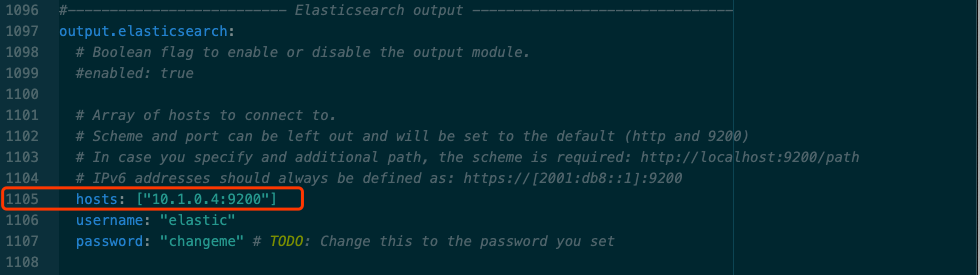 1096 #-------------------------- Elasticsearch output ------------------------------
1097 output.elasticsearch:
1098   # Boolean flag to enable or disable the output module.
1099   #enabled: true
1100
1101   # Array of hosts to connect to.
1102   # Scheme and port can be left out and will be set to the default (http and 9200)
1103   # In case you specify and additional path, the scheme is required: http://localhost:9200/path
1104   # IPv6 addresses should always be defined as: https://[2001:db8::1]:9200
1105   hosts: ["10.1.0.4:9200"]
1106   username: "elastic"
1107   password: "changeme" # TODO: Change this to the password you set
1108